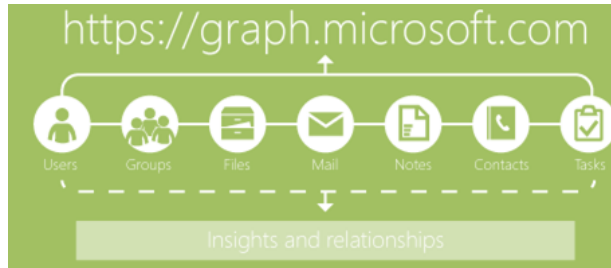 https://graph.microsoft.com
Users Groups Files Mail Notes Contacts Tasks
Insights and relationships